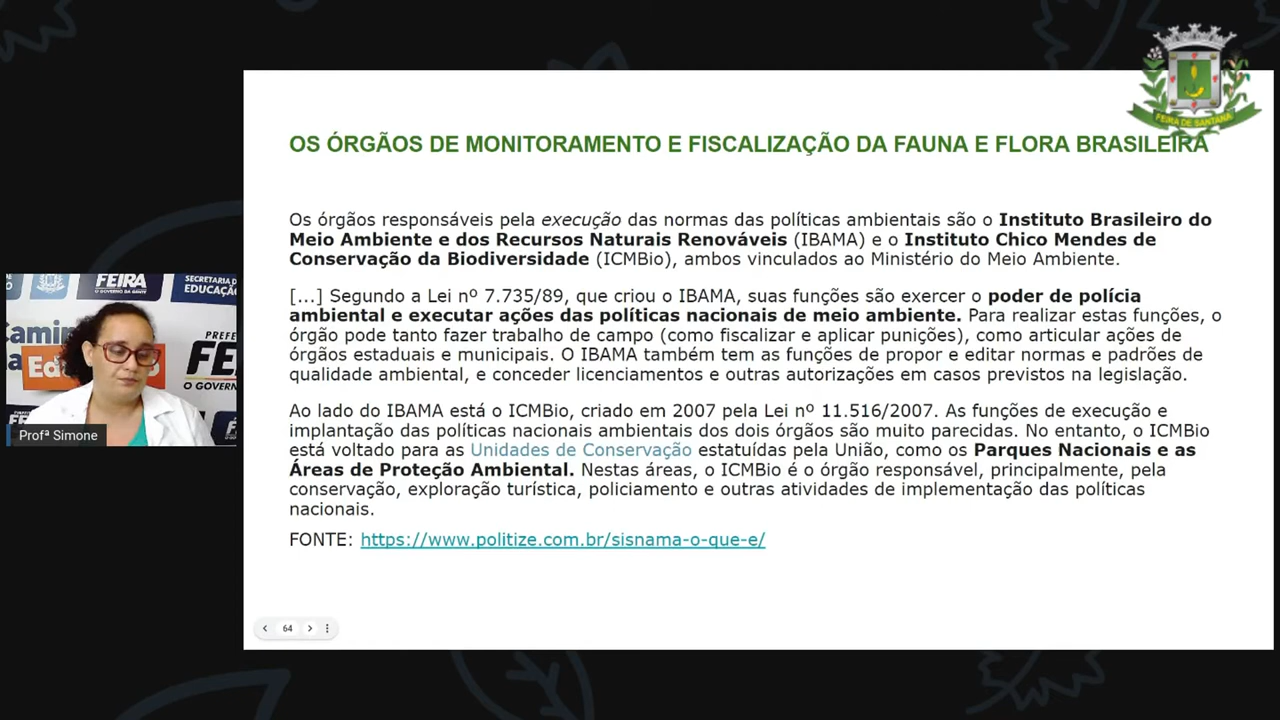 FEIRA DE SANTANA
OS ÓRGÃOS DE MONITORAMENTO E FISCALIZAÇÃO DA FAUNA E FLORA BRASILEIRA
Os órgãos responsáveis pela execução das normas das políticas ambientais são o Instituto Brasileiro do
Meio Ambiente e dos Recursos Naturais Renováveis (IBAMA) e o Instituto Chico Mendes de
Conservação da Biodiversidade (ICMBio), ambos vinculados ao Ministério do Meio Ambiente.
[...] Segundo a Lei nº 7.735/89, que criou o IBAMA, suas funções são exercer o poder de polícia
ambiental e executar ações das políticas nacionais de meio ambiente. Para realizar estas funções, o
órgão pode tanto fazer trabalho de campo (como fiscalizar e aplicar punições), como articular ações de
órgãos estaduais e municipais. O IBAMA também tem as funções de propor e editar normas e padrões de
qualidade ambiental, e conceder licenciamentos e outras autorizações em casos previstos na legislação.
Ao lado do IBAMA está o ICMBio, criado em 2007 pela Lei nº 11.516/2007. As funções de execução e
implantação das políticas nacionais ambientais dos dois órgãos são muito parecidas. No entanto, o ICMBio
está voltado para as Unidades de Conservação estatuídas pela União, como os Parques Nacionais e as
Áreas de Proteção Ambiental. Nestas áreas, o ICMBio é o órgão responsável, principalmente, pela
conservação, exploração turística, policiamento e outras atividades de implementação das políticas
nacionais.
FONTE: https://www.politize.com.br/sisnama-o-que-e/
64
FEIRA
O GOVERNO DA GENTE
SECRETARIA DE
EDUCAÇÃO
Camin
PREFE
FE
O GOVERN
Profª Simone